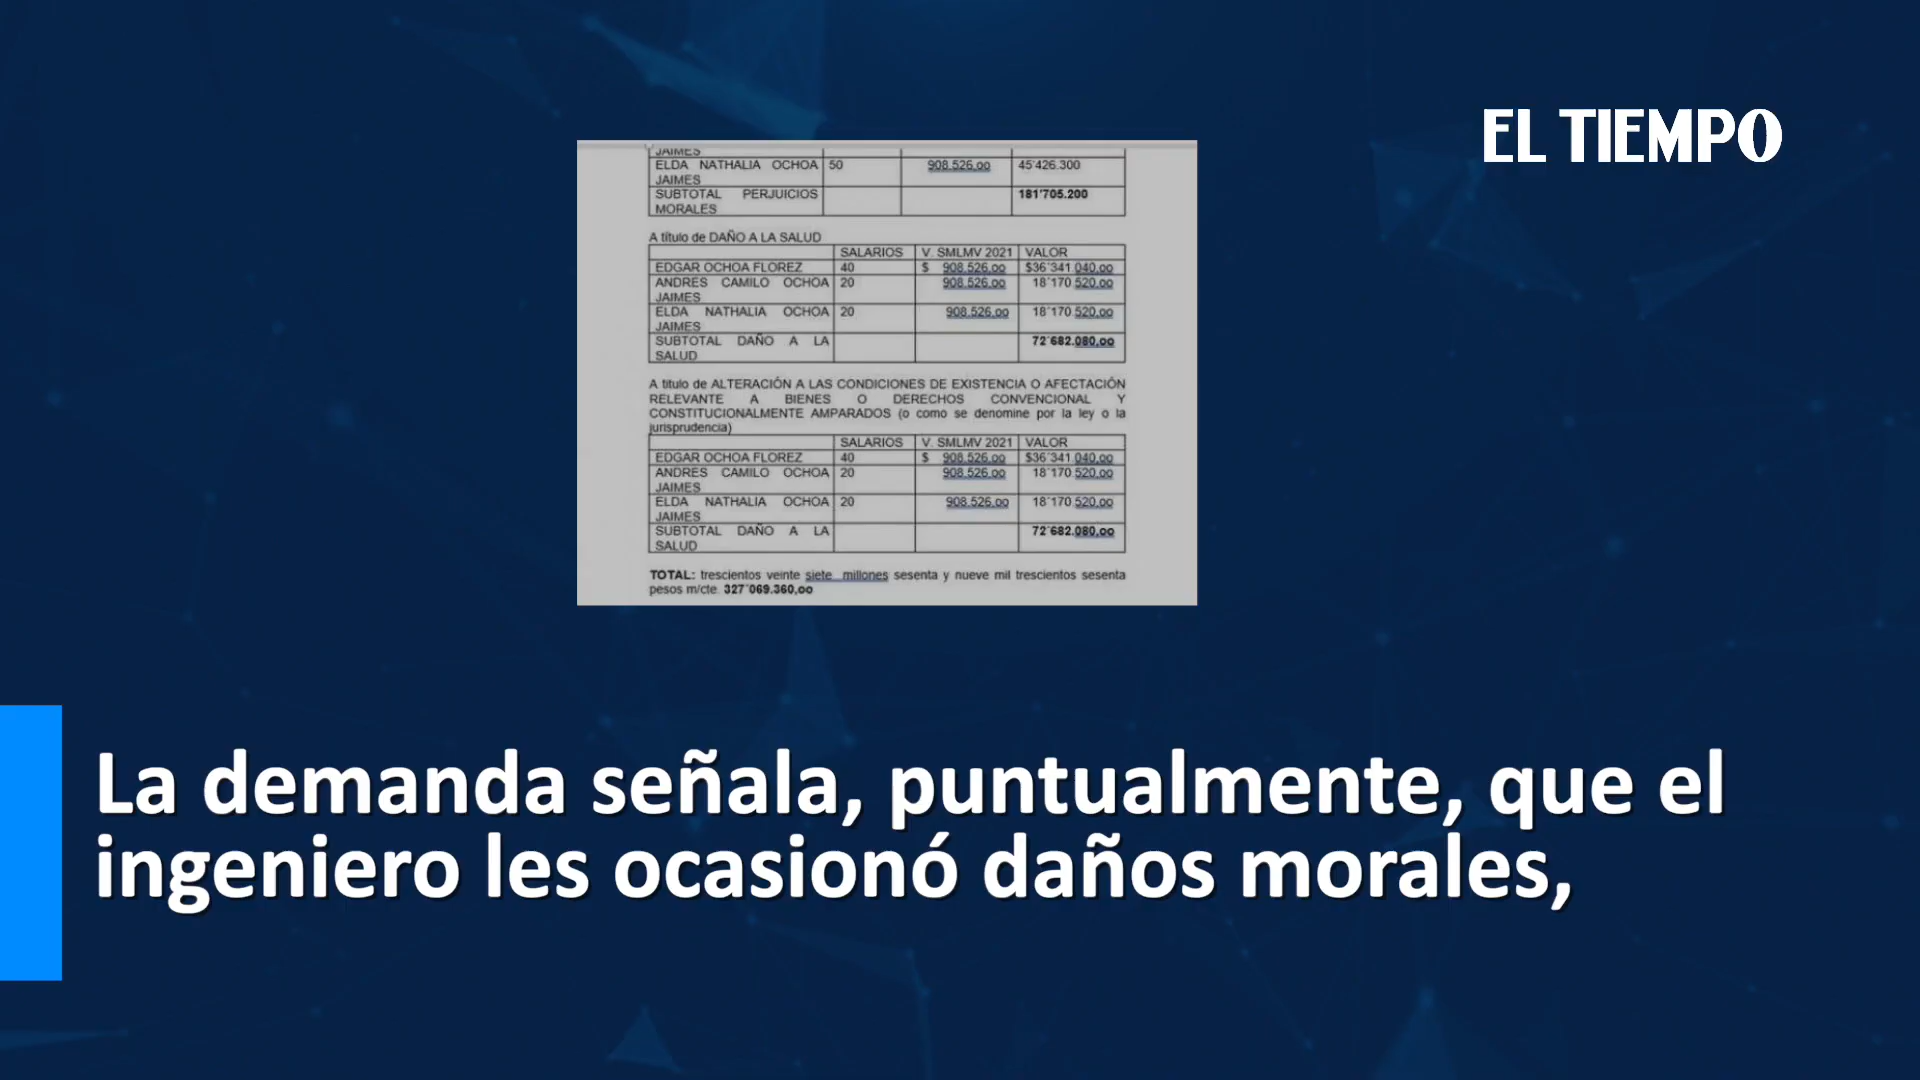 EL TIEMPO
JAIMES
ELDA NATHALIA OCHOA JAIMES 50 908.526,oo 45'426.300
SUBTOTAL PERJUICIOS MORALES 181'705.200
A título de DAÑO A LA SALUD
SALARIOS V. SMLMV 2021 VALOR
EDGAR OCHOA FLOREZ 40 $ 908.526,oo $36'341.040,oo
ANDRES CAMILO OCHOA JAIMES 20 908.526,oo 18'170.520,oo
ELDA NATHALIA OCHOA JAIMES 20 908.526,oo 18'170.520,oo
SUBTOTAL DAÑO A LA SALUD 72'682.080,oo
A titulo de ALTERACIÓN A LAS CONDICIONES DE EXISTENCIA O AFECTACIÓN
RELEVANTE A BIENES O DERECHOS CONVENCIONAL Y
CONSTITUCIONALMENTE AMPARADOS (o como se denomine por la ley o la
jurisprudencia)
SALARIOS V. SMLMV 2021 VALOR
EDGAR OCHOA FLOREZ 40 $ 908.526,oo $36'341.040,oo
ANDRES CAMILO OCHOA JAIMES 20 908.526,oo 18'170.520,oo
ELDA NATHALIA OCHOA JAIMES 20 908.526,oo 18'170.520,oo
SUBTOTAL DAÑO A LA SALUD 72'682.080,oo
TOTAL: trescientos veinte siete millones sesenta y nueve mil trescientos sesenta
pesos m/cte. 327'069.360,oo
La demanda señala, puntualmente, que el
ingeniero les ocasionó daños morales,